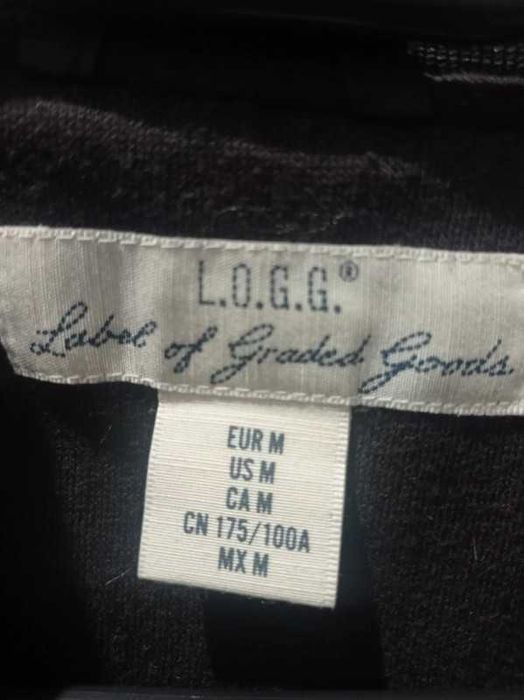 L.O.G.G.®
Label of Graded Goods
EUR M
US M
CA M
CN 175/100A
MX M